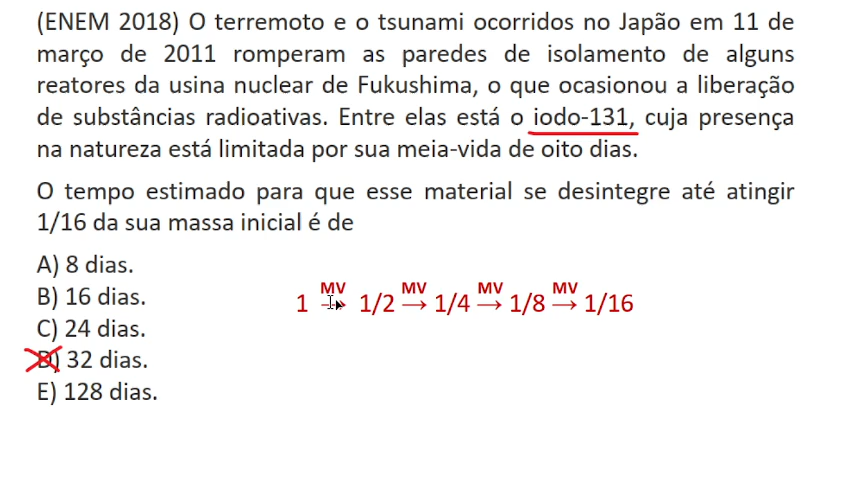 (ENEM 2018) O terremoto e o tsunami ocorridos no Japão em 11 de
março de 2011 romperam as paredes de isolamento de alguns
reatores da usina nuclear de Fukushima, o que ocasionou a liberação
de substâncias radioativas. Entre elas está o iodo-131, cuja presença
na natureza está limitada por sua meia-vida de oito dias.
O tempo estimado para que esse material se desintegre até atingir
1/16 da sua massa inicial é de
A) 8 dias.
B) 16 dias.
C) 24 dias.
D) 32 dias.
E) 128 dias.
MV MV MV MV
1 → 1/2 → 1/4 → 1/8 → 1/16